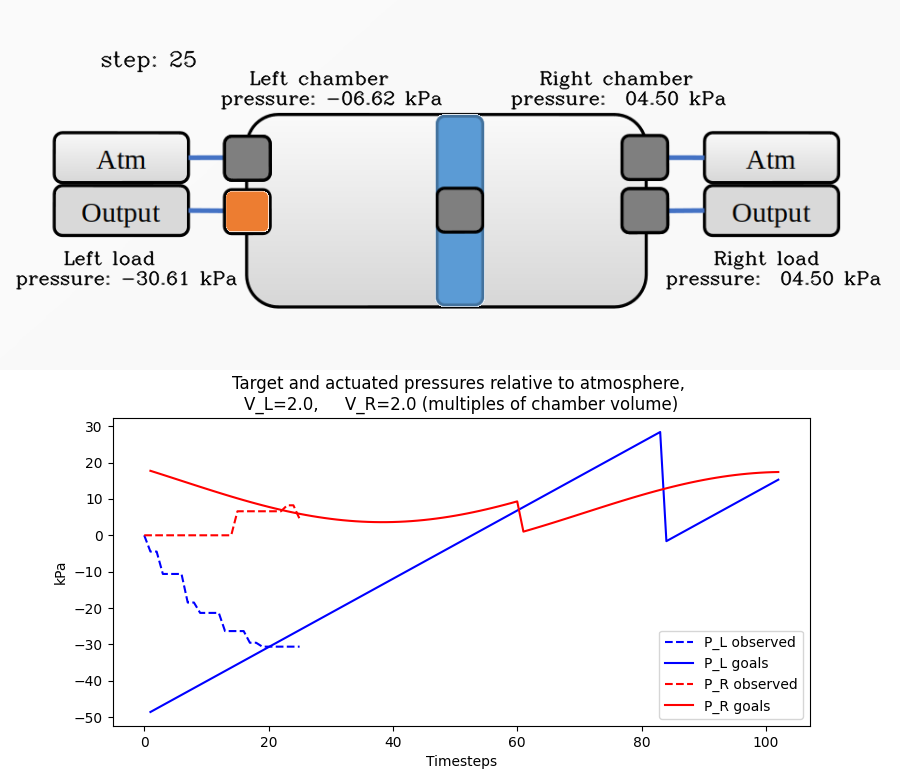 step: 25
Left chamber
pressure: −06.62 kPa
Right chamber
pressure: 04.50 kPa
Atm
Output
Atm
Output
Left load
pressure: −30.61 kPa
Right load
pressure: 04.50 kPa
Target and actuated pressures relative to atmosphere,
V_L=2.0, V_R=2.0 (multiples of chamber volume)
30
20
10
0
−10
−20
−30
−40
−50
kPa
P_L observed
P_L goals
P_R observed
P_R goals
0 20 40 60 80 100
Timesteps